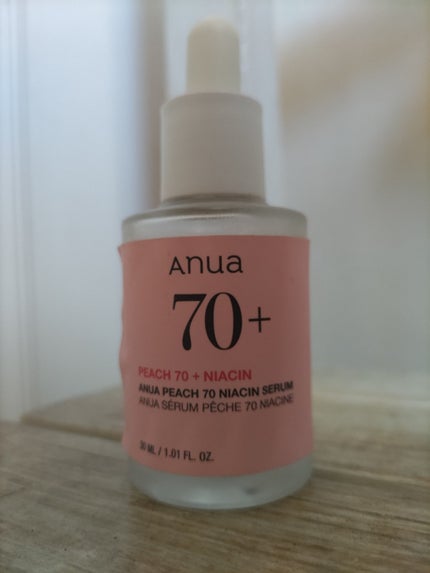 Anua
70+
PEACH 70 + NIACIN
ANUA PEACH 70 NIACIN SERUM
ANUA SÉRUM PÊCHE 70 NIACINE
30 ML / 1.01 FL. OZ.